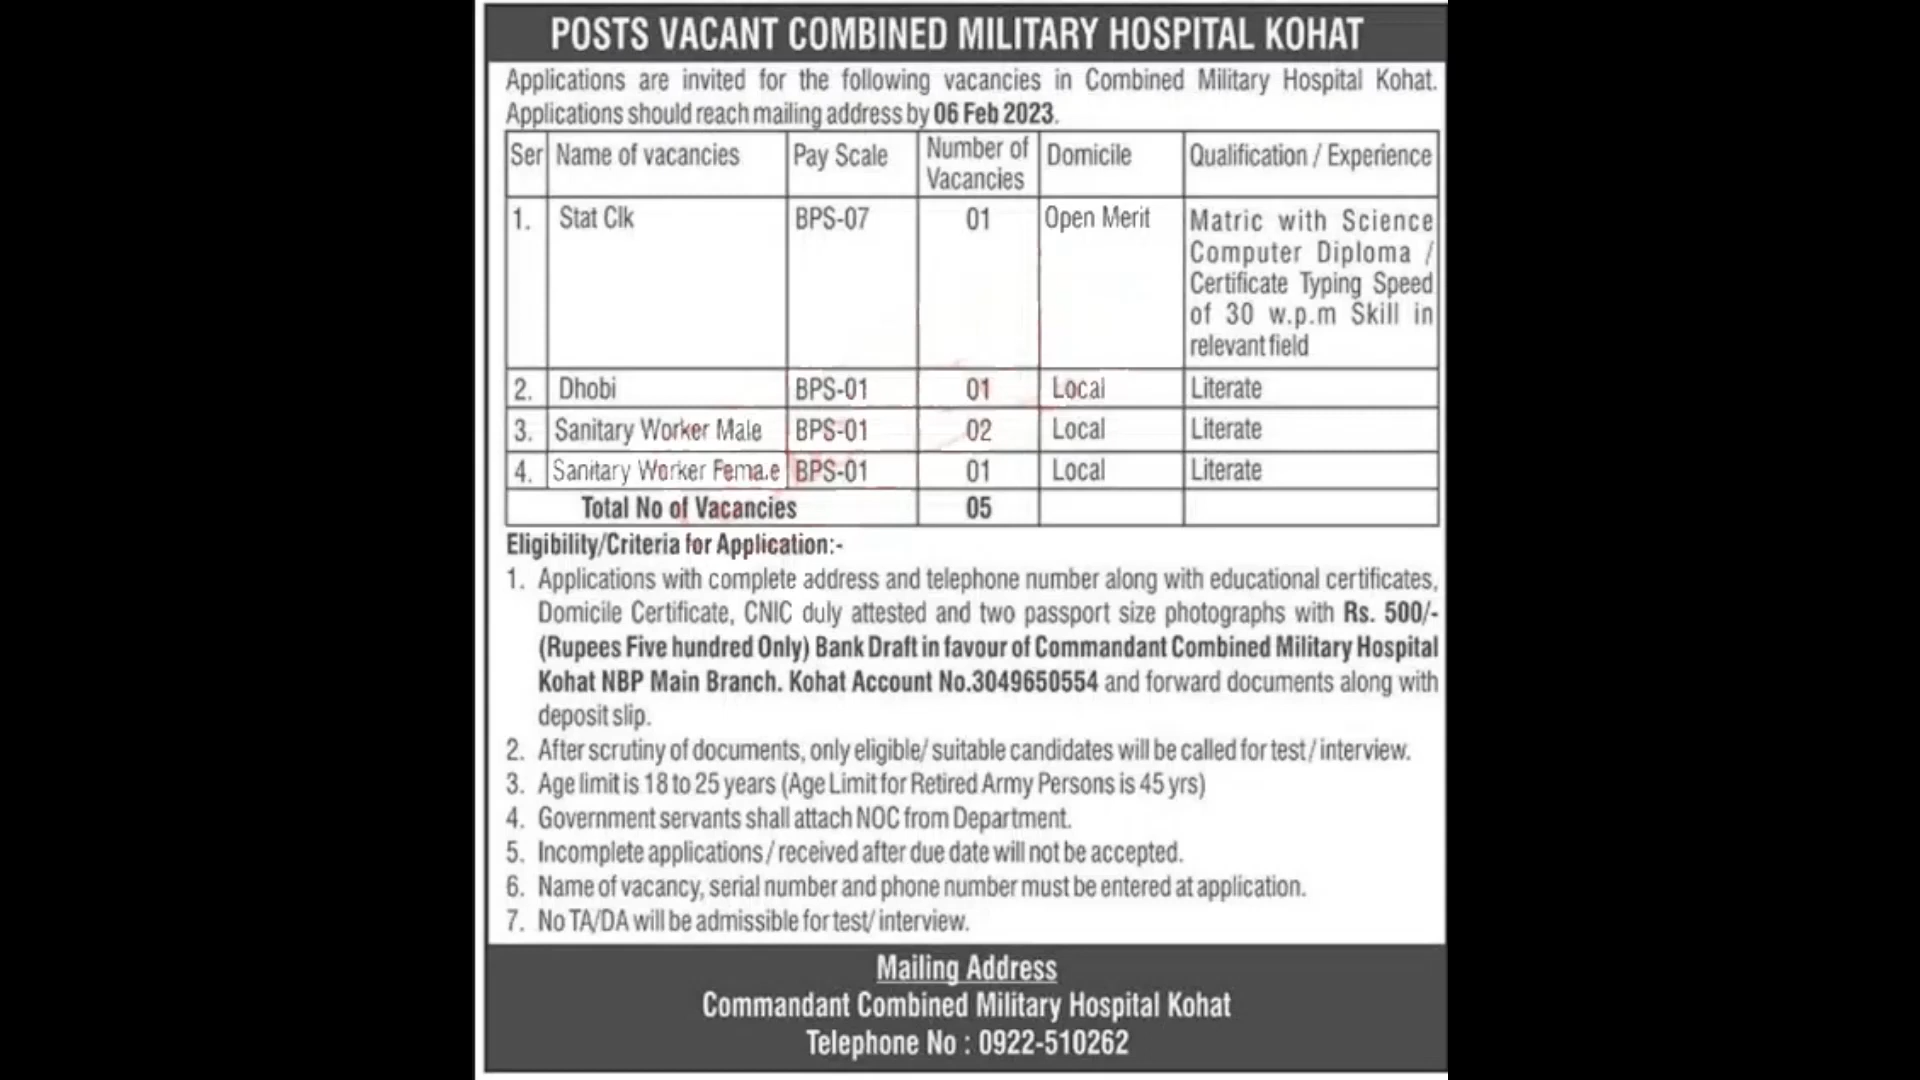 POSTS VACANT COMBINED MILITARY HOSPITAL KOHAT
Applications are invited for the following vacancies in Combined Military Hospital Kohat.
Applications should reach mailing address by 06 Feb 2023.
Ser Name of vacancies Pay Scale Number of Vacancies Domicile Qualification / Experience
1. Stat Clk BPS-07 01 Open Merit Matric with Science
Computer Diploma /
Certificate Typing Speed
of 30 w.p.m Skill in
relevant field
2. Dhobi BPS-01 01 Local Literate
3. Sanitary Worker Male BPS-01 02 Local Literate
4. Sanitary Worker Female BPS-01 01 Local Literate
Total No of Vacancies 05
Eligibility/Criteria for Application:-
1. Applications with complete address and telephone number along with educational certificates,
Domicile Certificate, CNIC duly attested and two passport size photographs with Rs. 500/-
(Rupees Five hundred Only) Bank Draft in favour of Commandant Combined Military Hospital
Kohat NBP Main Branch. Kohat Account No.3049650554 and forward documents along with
deposit slip.
2. After scrutiny of documents, only eligible/ suitable candidates will be called for test / interview.
3. Age limit is 18 to 25 years (Age Limit for Retired Army Persons is 45 yrs)
4. Government servants shall attach NOC from Department.
5. Incomplete applications / received after due date will not be accepted.
6. Name of vacancy, serial number and phone number must be entered at application.
7. No TA/DA will be admissible for test/ interview.
Mailing Address
Commandant Combined Military Hospital Kohat
Telephone No : 0922-510262